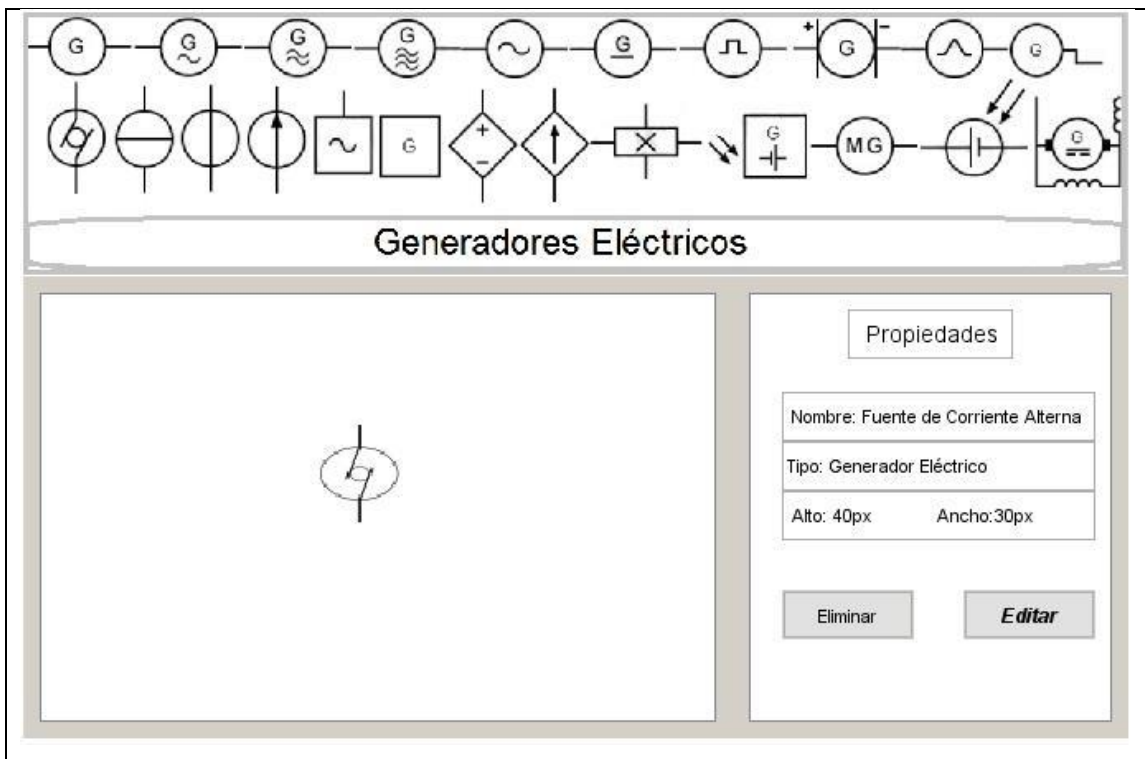 G G G G G + G − G
G G MG G
+
−
Generadores Eléctricos
Propiedades
Nombre: Fuente de Corriente Alterna
Tipo: Generador Eléctrico
Alto: 40px Ancho:30px
Eliminar Editar